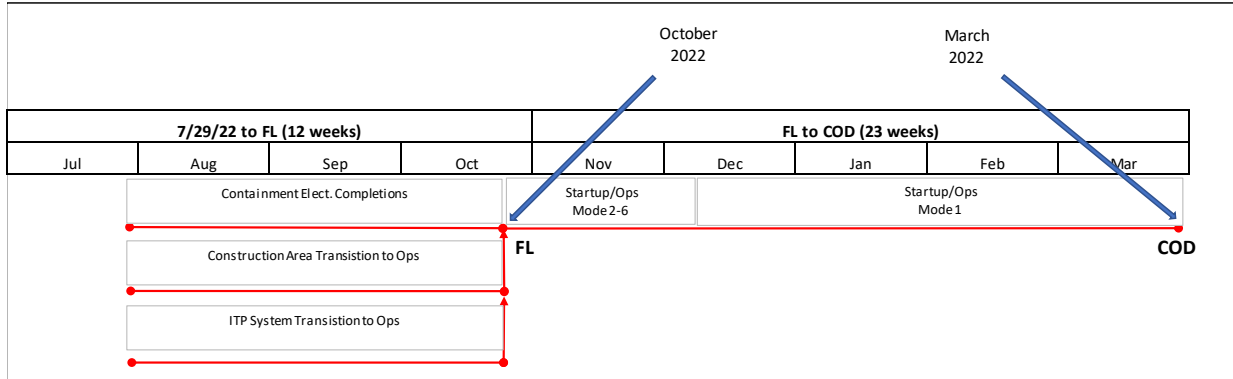 October
2022
March
2022
7/29/22 to FL (12 weeks)
FL to COD (23 weeks)
Jul
Aug
Sep
Oct
Nov
Dec
Jan
Feb
Mar
Containment Elect. Completions
Startup/Ops
Mode 2-6
Startup/Ops
Mode 1
FL
COD
Construction Area Transistion to Ops
ITP System Transistion to Ops